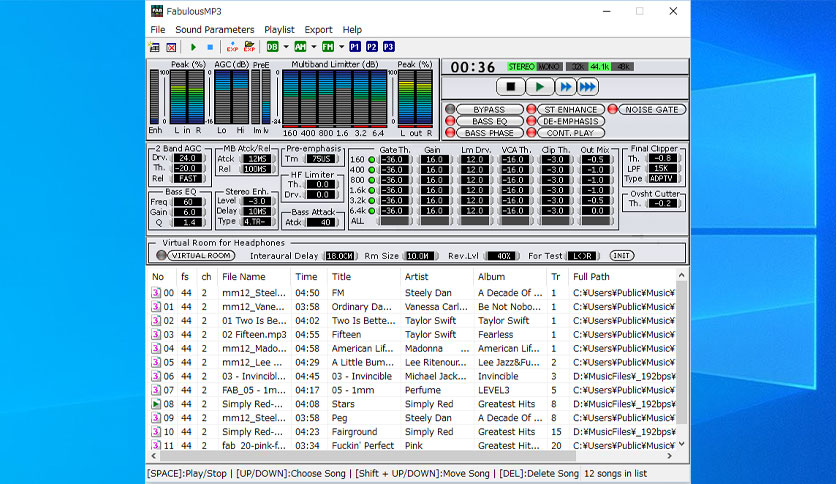 FabulousMP3
File Sound Parameters Playlist Export Help
EXP EXP DB AM FM P1 P2 P3
Peak (%) AGC (dB) PreE Multiband Limitter (dB) Peak (%)
100 0 0 100
0 -16 -24 0
Enh L in R Lo Hi Im Iv 160 400 800 1.6 3.2 6.4 L out R
00:36 STEREO MONO 32k 44.1k 48k
BYPASS ST ENHANCE NOISE GATE
BASS EQ DE-EMPHASIS
BASS PHASE CONT. PLAY
2 Band AGC
Drv. 24.0
Th. -20.0
Rel FAST
Bass EQ
Freq 60
Gain 6.0
Q 1.4
MB Atck/Rel
Atck 12MS
Rel 100MS
Stereo Enh.
Level -3.0
Delay 10MS
Type 4.TR-
Pre-emphasis
Tm 75US
HF Limiter
Th. 0.0
Drv. 0.0
Bass Attack
Atck 40
Gate Th. Gain Lm Drv. VCA Th. Clip Th. Out Mix
160 -36.0 16.0 12.0 -16.0 -3.0 -0.5
400 -36.0 16.0 12.0 -16.0 -3.0 -1.0
800 -36.0 16.0 12.0 -16.0 -3.0 -1.0
1.6k -36.0 16.0 12.0 -16.0 -3.0 -1.0
3.2k -36.0 16.0 12.0 -16.0 -3.0 -0.5
6.4k -36.0 16.0 12.0 -16.0 -3.0 0.0
ALL
Final Clipper
Th. -0.8
LPF 15K
Type ADPTV
Ovsht Cutter
Th. -0.2
Virtual Room for Headphones
VIRTUAL ROOM Interaural Delay 18.0CM Rm Size 10.0M Rev.Lvl 40% For Test INIT
No fs ch File Name Time Title Artist Album Tr Full Path
00 44 2 mm12_Steel... 04:50 FM Steely Dan A Decade Of ... 1 C:¥Users¥Public¥Music¥
01 44 2 mm12_Vane... 03:58 Ordinary Da... Vanessa Carl... Be Not Nobo... 1 C:¥Users¥Public¥Music¥
02 44 2 01 Two Is Be... 04:02 Two Is Bette... Taylor Swift Taylor Swift 1 C:¥Users¥Public¥Music¥
03 44 2 02 Fifteen.mp3 04:55 Fifteen Taylor Swift Fearless 1 C:¥Users¥Public¥Music¥
04 44 2 mm12_Mado... 04:58 American Lif... Madonna ... American Lif... 1 C:¥Users¥Public¥Music¥
05 44 2 mm12_Lee ... 04:29 A Little Bum... Lee Ritenour... Lee Jazz&Fu... 2 C:¥Users¥Public¥Music¥
06 44 2 03 - Invincibl... 03:46 03 - Invincible Michael Jack... Invincible 3 D:¥MusicFiles¥_192bps¥
07 44 2 FAB_05 - 1mm 04:17 05 - 1mm Perfume LEVEL3 5 C:¥Users¥Public¥Music¥
08 44 2 Simply Red-... 04:08 Stars Simply Red Greatest Hits 8 D:¥MusicFiles¥_192bps¥
09 44 2 mm12_Steel... 03:58 Peg Steely Dan A Decade Of ... 8 C:¥Users¥Public¥Music¥
10 44 2 Simply Red-... 04:23 Fairground Simply Red Greatest Hits 15 D:¥MusicFiles¥_192bps¥
11 44 2 fab_20-pink-f... 03:34 Fuckin' Perfect Pink Greatest Hits 20 C:¥Users¥Public¥Music¥
[SPACE]:Play/Stop | [UP/DOWN]:Choose Song | [Shift + UP/DOWN]:Move Song | [DEL]:Delete Song 12 songs in list